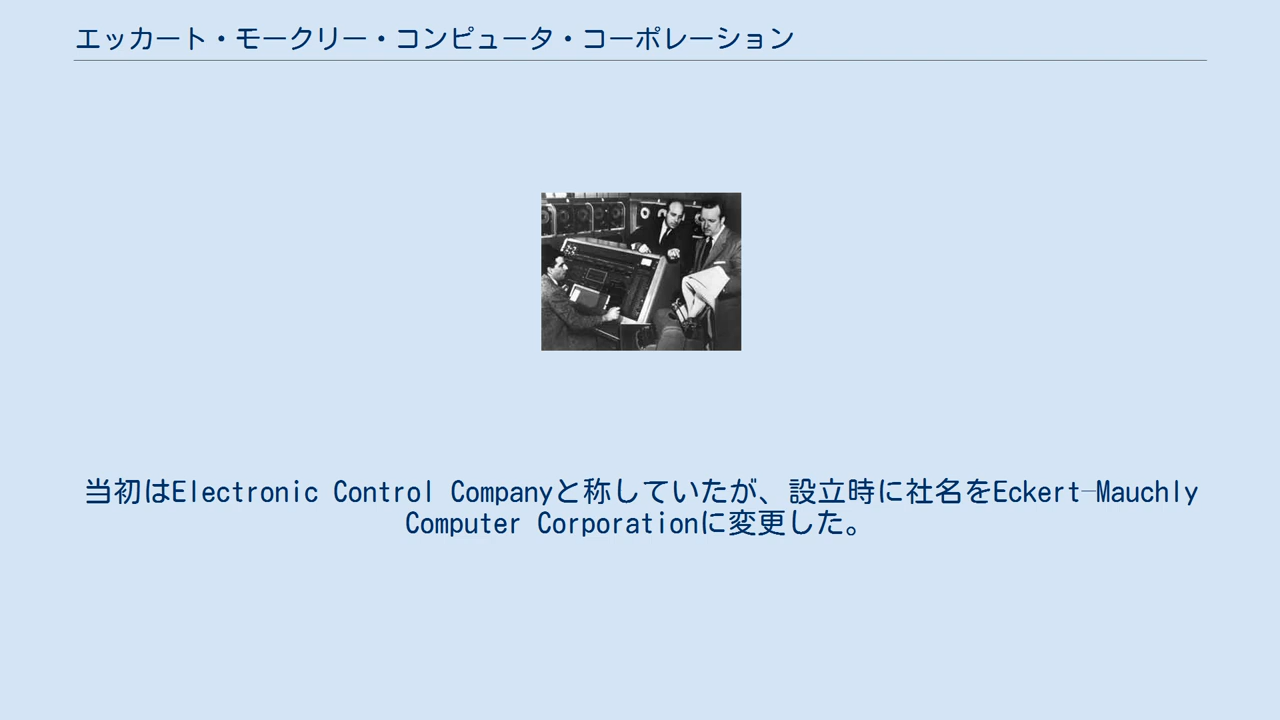 エッカート・モークリー・コンピュータ・コーポレーション
当初はElectronic Control Companyと称していたが、設立時に社名をEckert–Mauchly
Computer Corporationに変更した。